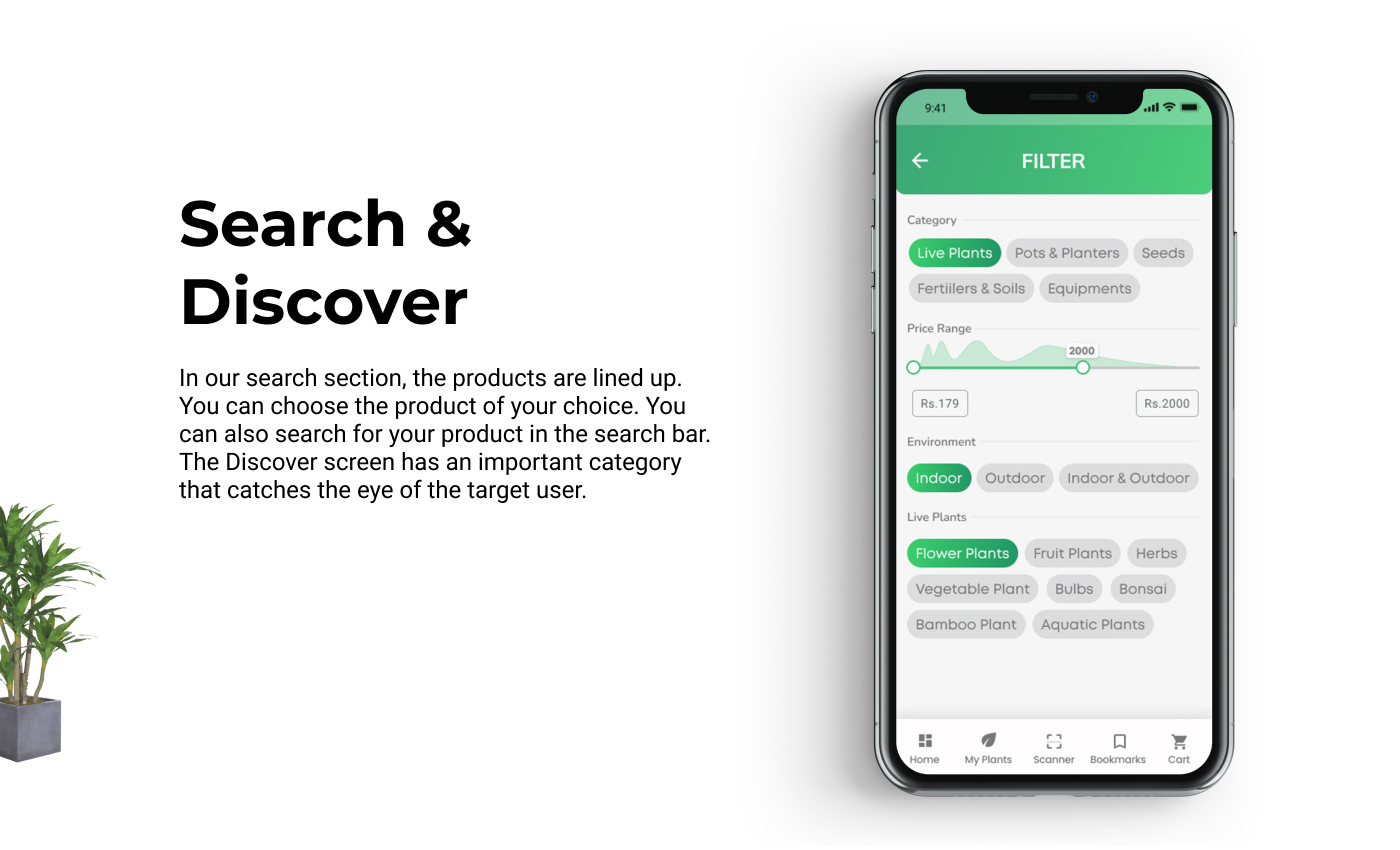 Search &
Discover
In our search section, the products are lined up.
You can choose the product of your choice. You
can also search for your product in the search bar.
The Discover screen has an important category
that catches the eye of the target user.
9:41
FILTER
Category
Live Plants Pots & Planters Seeds
Fertiilers & Soils Equipments
Price Range
2000
Rs.179 Rs.2000
Environment
Indoor Outdoor Indoor & Outdoor
Live Plants
Flower Plants Fruit Plants Herbs
Vegetable Plant Bulbs Bonsai
Bamboo Plant Aquatic Plants
Home My Plants Scanner Bookmarks Cart